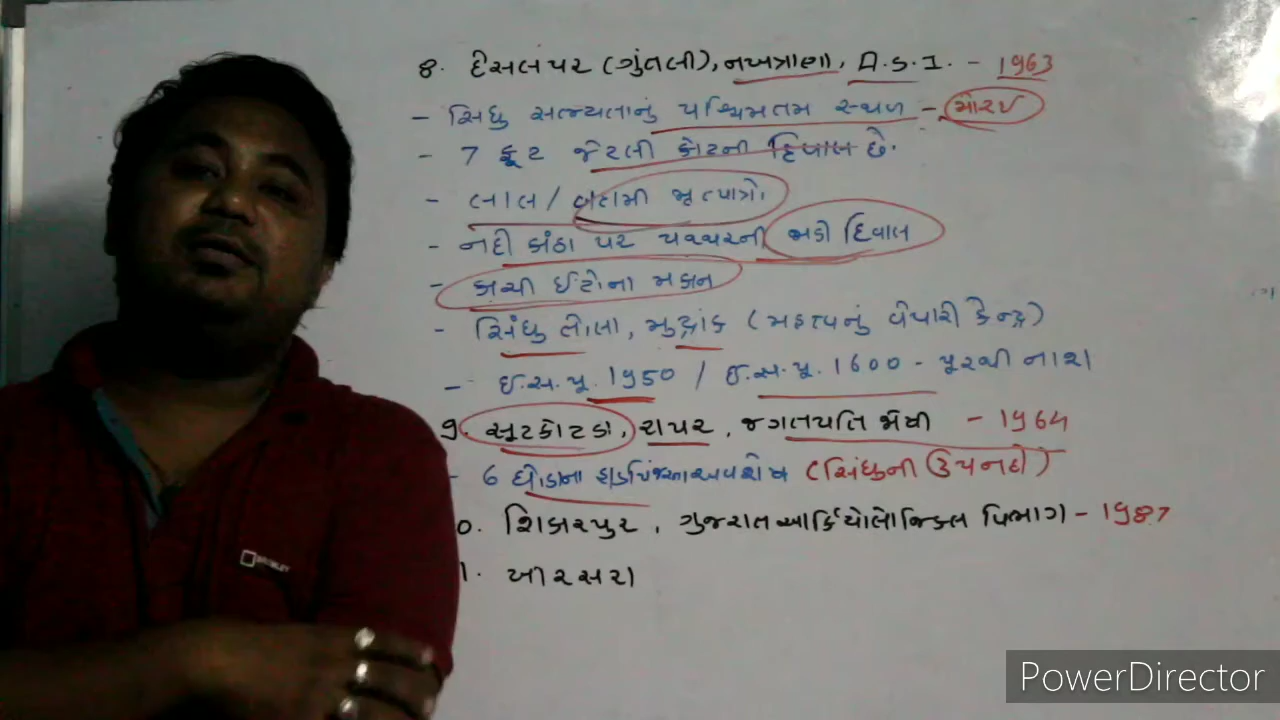 8. દેસલપર (ગુંતલી), નખત્રાણા, A.S.I. - 1963
- સિંધુ સભ્યતાનું પશ્ચિમતમ સ્થળ - મોરય
- 7 ફૂટ જેટલી કોટની દિવાલ છે.
- લાલ / બદામી મૃત્પાત્રો
- નદી કાંઠા પર પથ્થરની જાડી દિવાલ
- કાચી ઈંટોના મકાન
- સિંધુ તોલા, મુદ્રાંક (મહત્વનું વેપારી કેન્દ્ર)
- ઈ.સ.પૂ. 1950 / ઈ.સ.પૂ. 1600 - પૂરથી નાશ
9. સૂરકોટડા, રાપર, જગતપતિ જોષી - 1964
- 6 ઘોડાના હાડપિંજરના અવશેષ (સિંધુની ઉપનદી)
0. શિકારપુર, ગુજરાત આર્કિયોલોજિકલ વિભાગ - 1987
1. ખીરસરા
PowerDirector